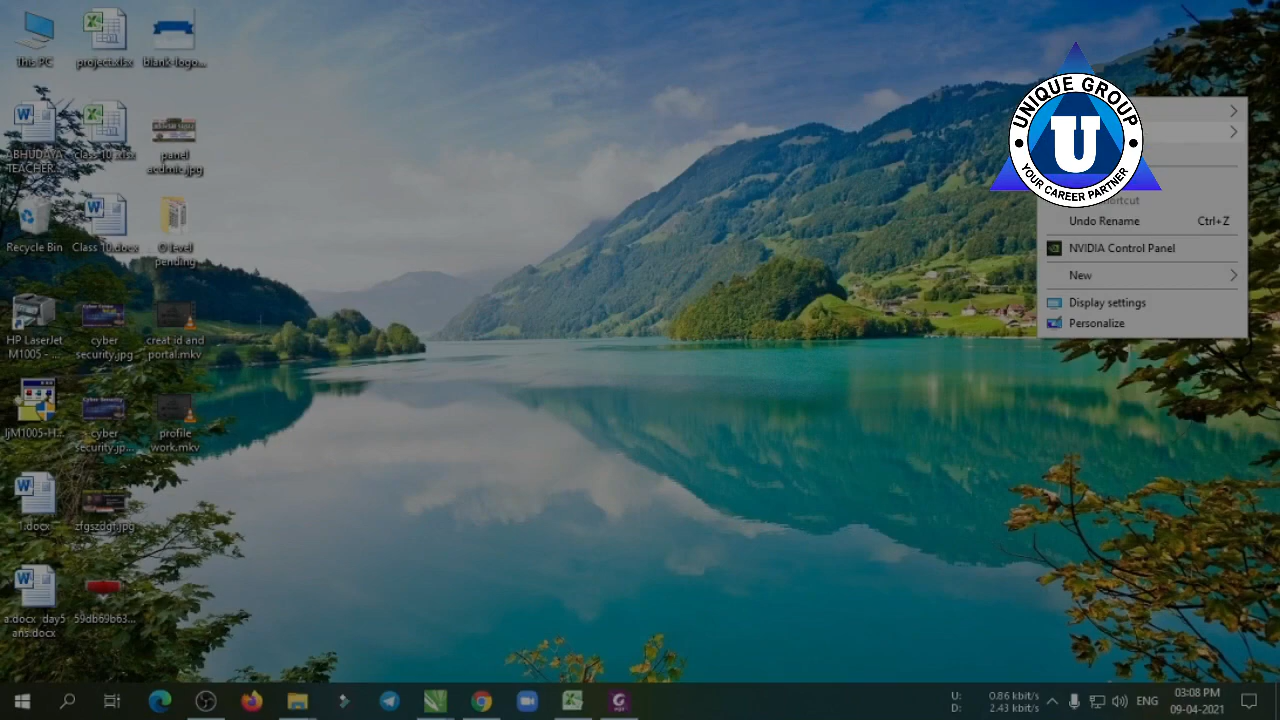 This PC
project.xlsx
blank-logo...
ABHUDAYA
TEACHER...
class 10.xlsx
panel
acdmic.jpg
Recycle Bin
Class 10.docx
O level
pending
HP LaserJet
M1005 - ...
cyber
security.jpg
creat id and
portal.mkv
ljM1005-H...
cyber
security.jp...
profile
work.mkv
1.docx
zfgszdgf.jpg
a.docx day5
ans.docx
59db69b63...
UNIQUE GROUP
U
YOUR CAREER PARTNER
Undo Rename Ctrl+Z
NVIDIA Control Panel
New
Display settings
Personalize
U: 0.86 kbit/s
D: 2.43 kbit/s
ENG
03:08 PM
09-04-2021